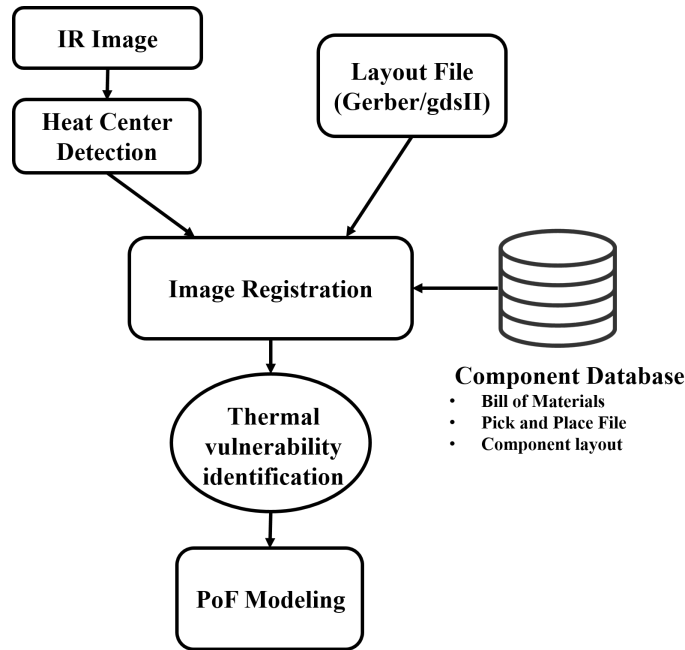 IR Image
Layout File
(Gerber/gdsII)
Heat Center
Detection
Image Registration
Component Database
• Bill of Materials
• Pick and Place File
• Component layout
Thermal
vulnerability
identification
PoF Modeling